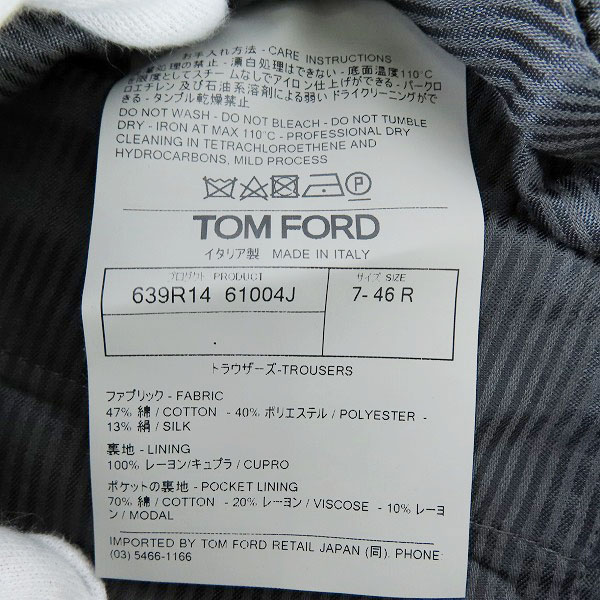 お手入れ方法 - CARE INSTRUCTIONS
・漂白処理はできない - 底面温度110℃
を限度としてスチームなしでアイロン仕上げができる - パークロ
ロエチレン及び石油系溶剤による弱いドライクリーニングがで
きる - タンブル乾燥禁止
DO NOT WASH - DO NOT BLEACH - DO NOT TUMBLE
DRY - IRON AT MAX 110°C - PROFESSIONAL DRY
CLEANING IN TETRACHLOROETHENE AND
HYDROCARBONS, MILD PROCESS
P
TOM FORD
イタリア製 MADE IN ITALY
プロダクト PRODUCT サイズ- SIZE
639R14 61004J 7- 46 R
トラウザーズ-TROUSERS
ファブリック - FABRIC
47% 綿 / COTTON - 40% ポリエステル / POLYESTER -
13% 絹 / SILK
裏地 - LINING
100% レーヨン/キュプラ / CUPRO
ポケットの裏地 - POCKET LINING
70% 綿 / COTTON - 20% レーヨン / VISCOSE - 10% レーヨ
ン / MODAL
IMPORTED BY TOM FORD RETAIL JAPAN (同). PHONE:
(03) 5466-1166